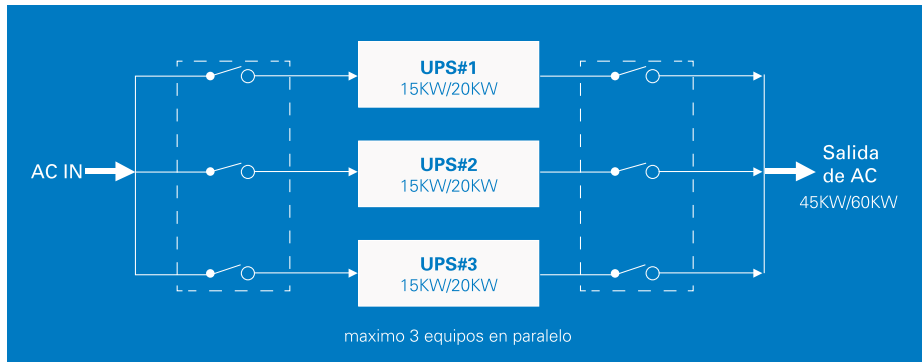 UPS#1
15KW/20KW
AC IN
UPS#2
15KW/20KW
Salida
de AC
45KW/60KW
UPS#3
15KW/20KW
maximo 3 equipos en paralelo